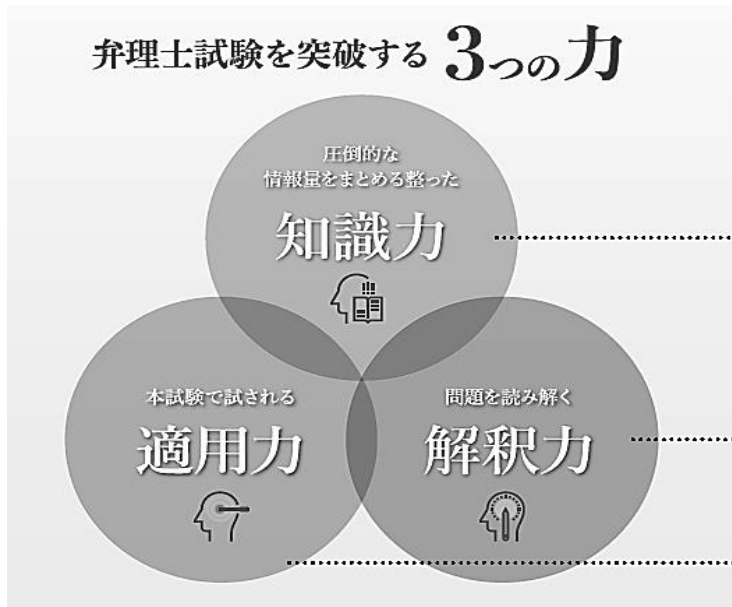 弁理士試験を突破する 3つの力
圧倒的な
情報量をまとめる整った
知識力
本試験で試される
適用力
問題を読み解く
解釈力